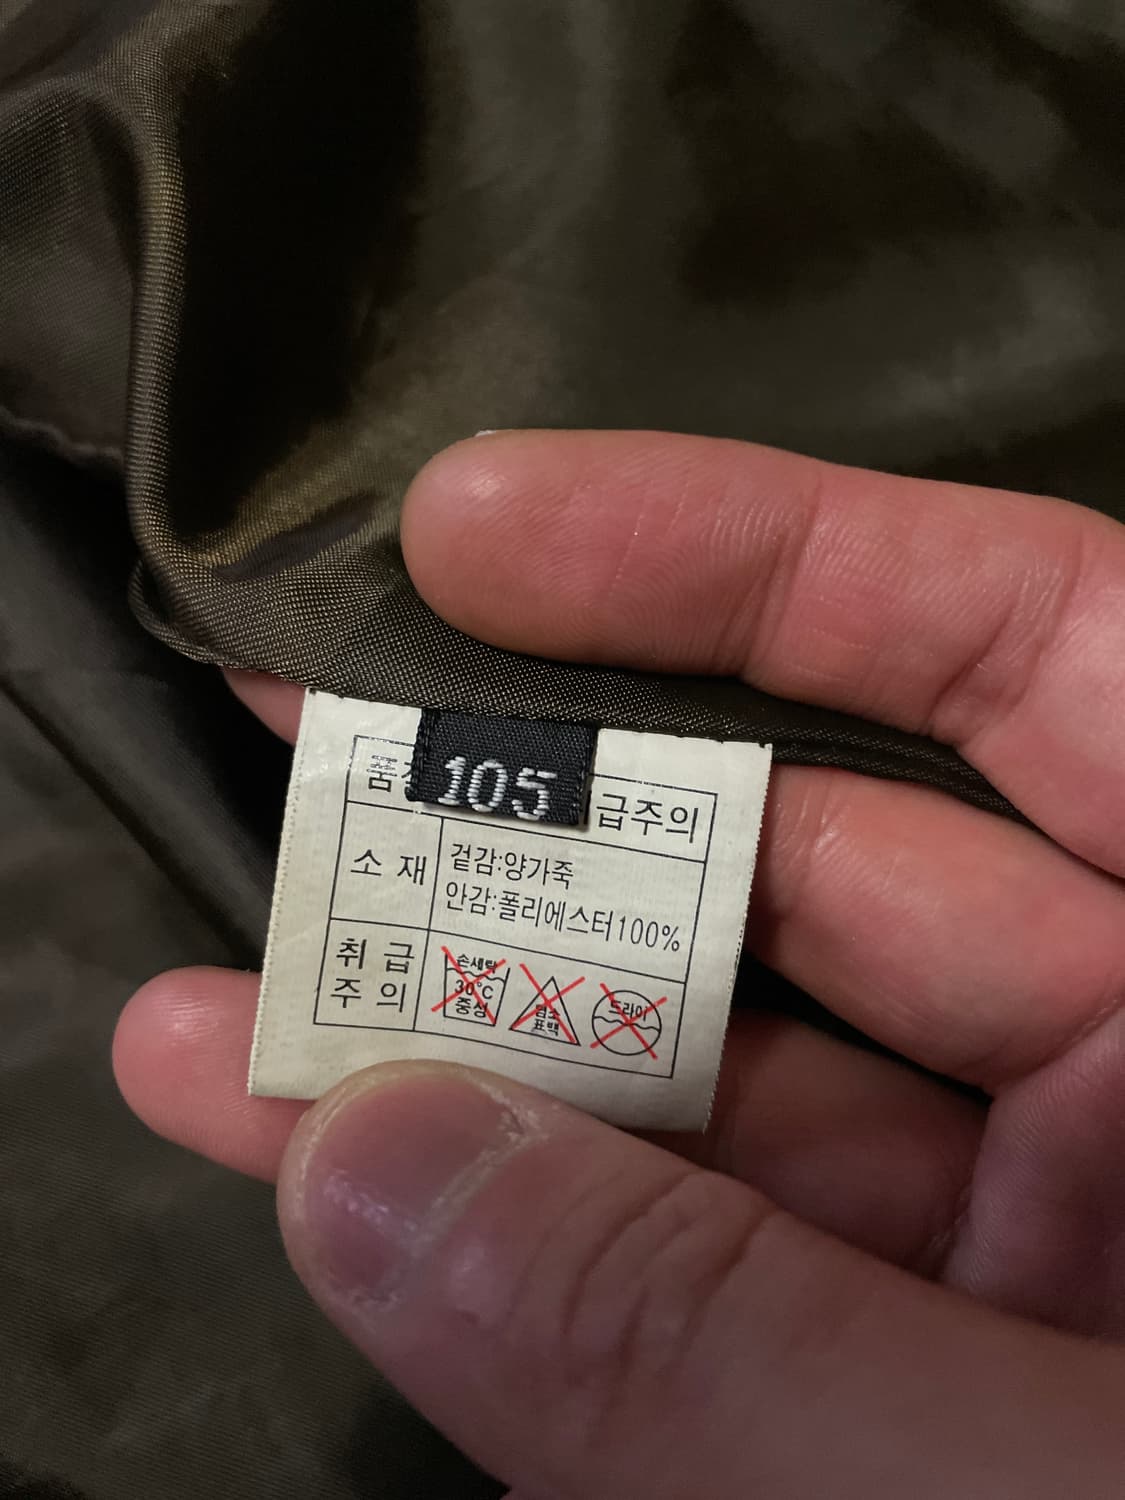 105
품
급주의
소 재
겉감:양가죽
안감:폴리에스터100%
취 급
주 의
손세탁
30°C
중성
염소
표백
드라이